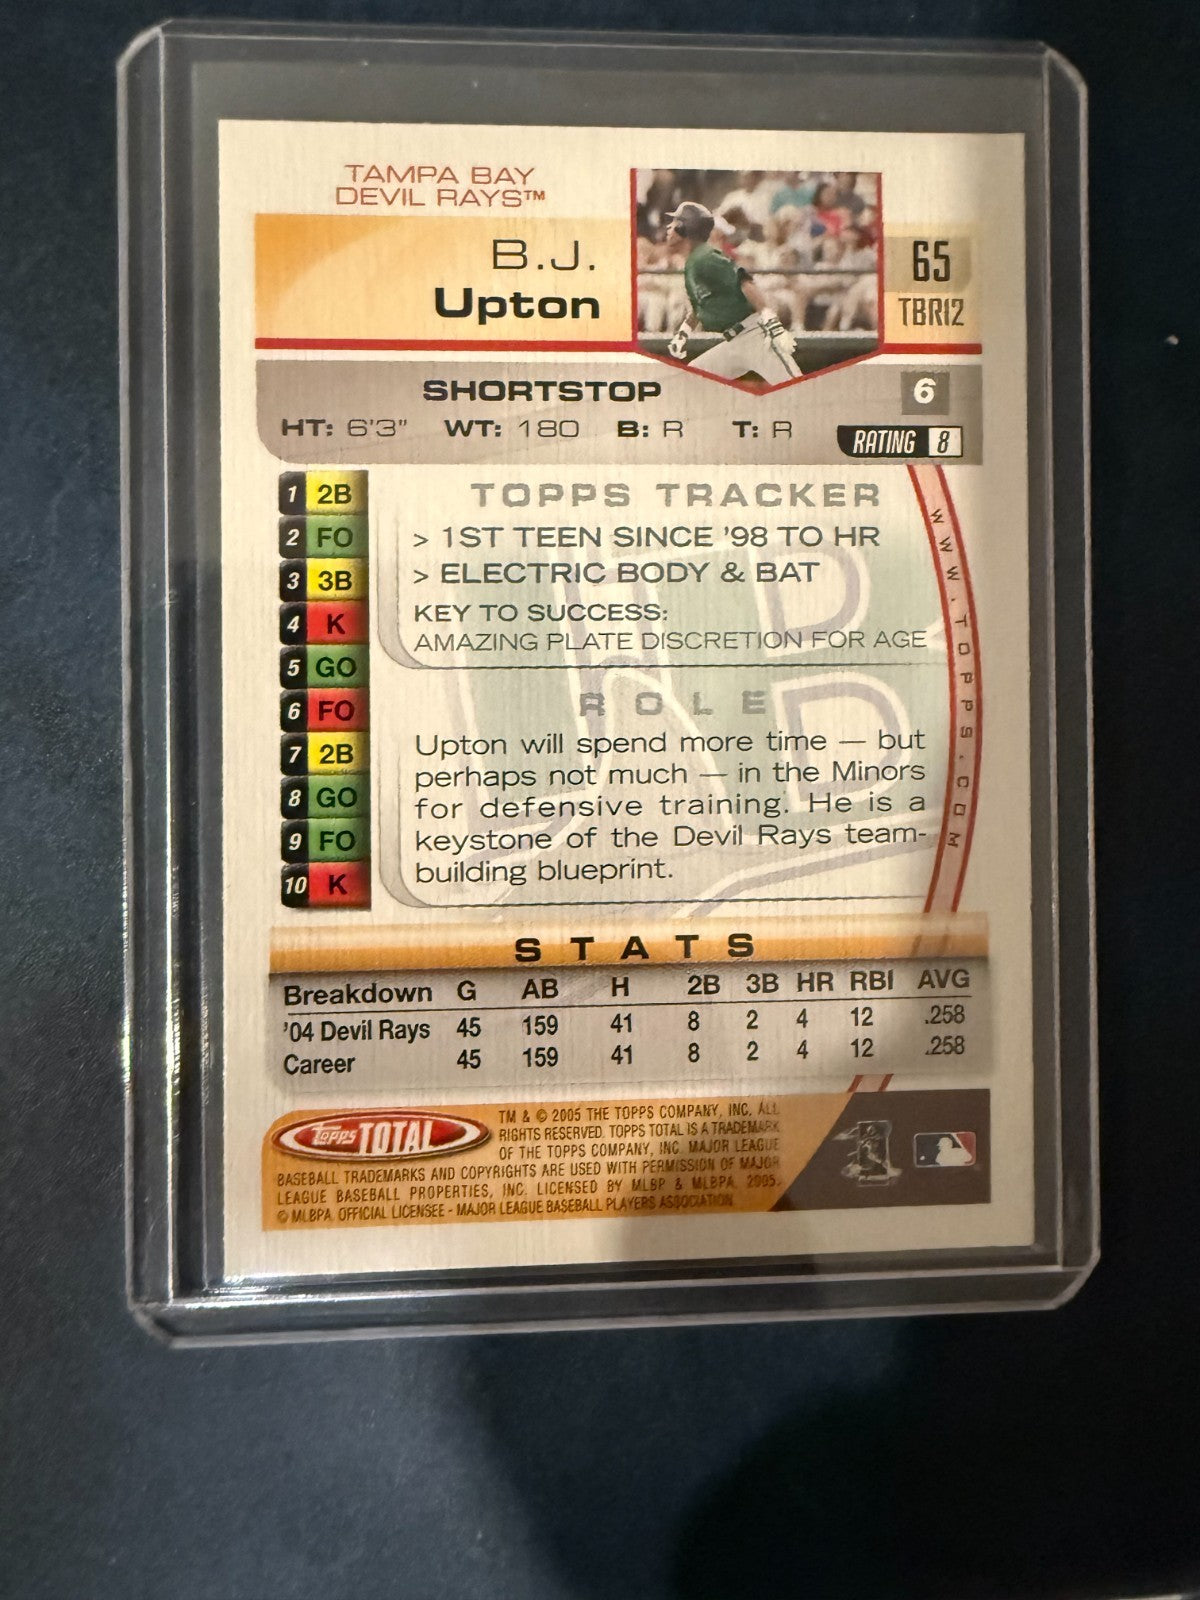 TAMPA BAY
DEVIL RAYS™
B.J.
Upton
65
TBR12
SHORTSTOP
6
HT: 6'3" WT: 180 B: R T: R
RATING 8
1 2B
2 FO
3 3B
4 K
5 GO
6 FO
7 2B
8 GO
9 FO
10 K
TOPPS TRACKER
> 1ST TEEN SINCE '98 TO HR
> ELECTRIC BODY & BAT
KEY TO SUCCESS:
AMAZING PLATE DISCRETION FOR AGE
ROLE
Upton will spend more time — but
perhaps not much — in the Minors
for defensive training. He is a
keystone of the Devil Rays team-
building blueprint.
WWW.TOPPS.COM
STATS
Breakdown G AB H 2B 3B HR RBI AVG
'04 Devil Rays 45 159 41 8 2 4 12 .258
Career 45 159 41 8 2 4 12 .258
Topps TOTAL
TM & © 2005 THE TOPPS COMPANY, INC. ALL
RIGHTS RESERVED. TOPPS TOTAL IS A TRADEMARK
OF THE TOPPS COMPANY, INC. MAJOR LEAGUE
BASEBALL TRADEMARKS AND COPYRIGHTS ARE USED WITH PERMISSION OF MAJOR
LEAGUE BASEBALL PROPERTIES, INC. LICENSED BY MLBP & MLBPA, 2005.
© MLBPA. OFFICIAL LICENSEE - MAJOR LEAGUE BASEBALL PLAYERS ASSOCIATION